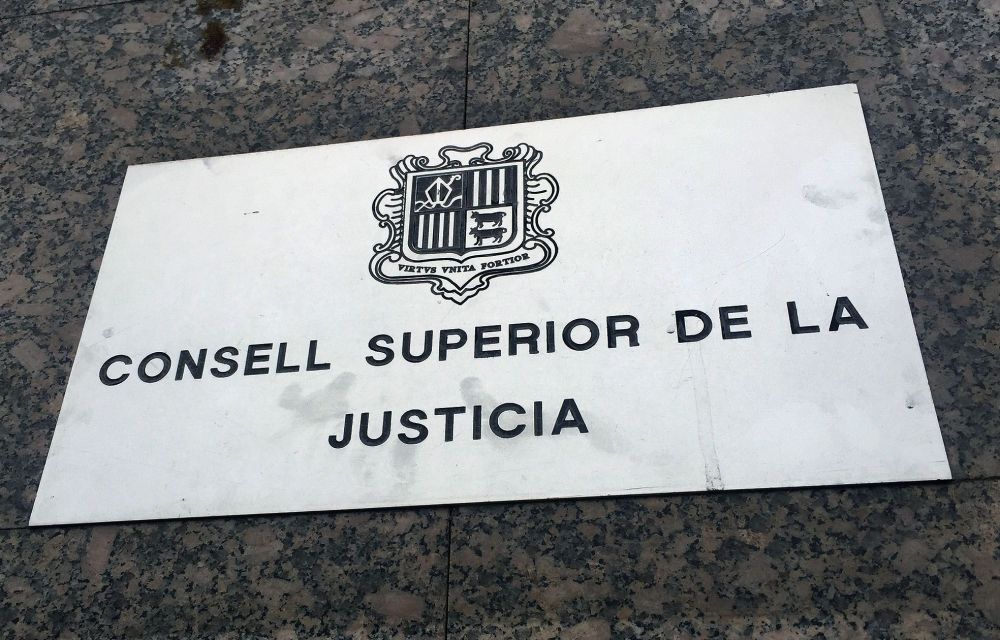 VIRTVS VNITA FORTIOR
CONSELL SUPERIOR DE LA
JUSTICIA